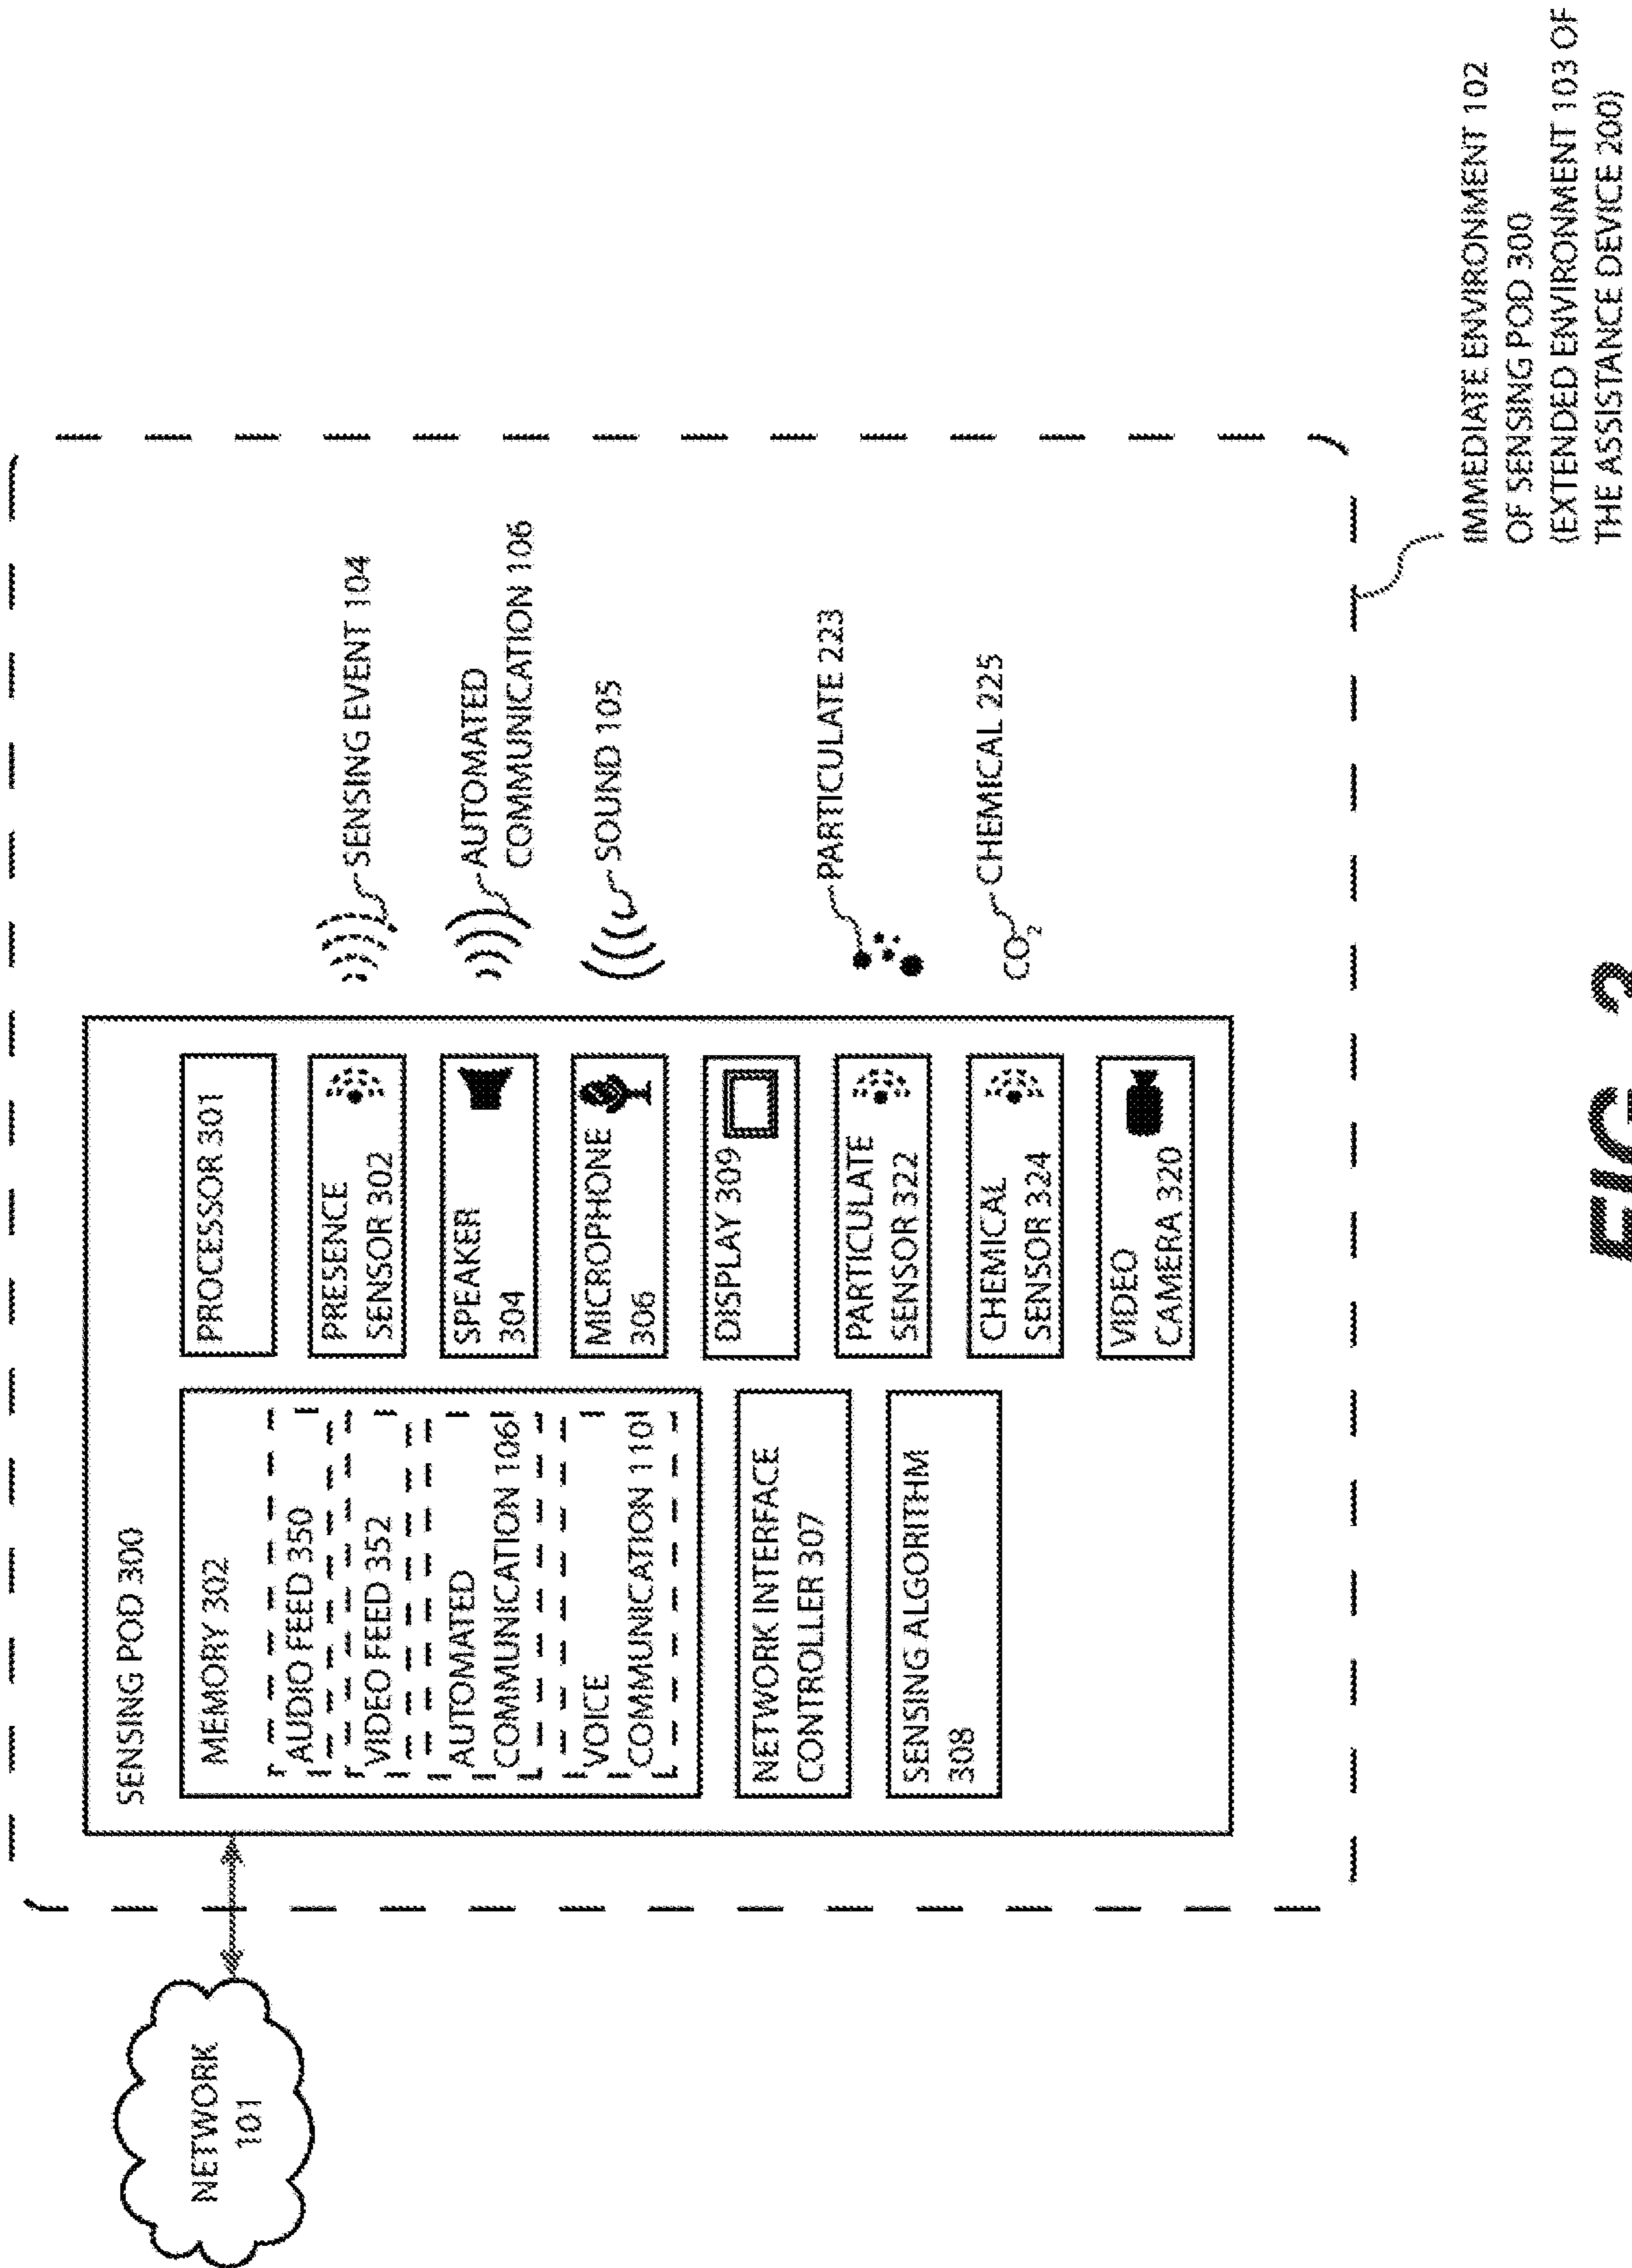 NETWORK
101
SENSING POD 300
MEMORY 302
AUDIO FEED 350
VIDEO FEED 352
AUTOMATED
COMMUNICATION 106
VOICE
COMMUNICATION 110
NETWORK INTERFACE
CONTROLLER 307
SENSING ALGORITHM
308
PROCESSOR 301
PRESENCE
SENSOR 302
SPEAKER
304
MICROPHONE
306
DISPLAY 309
PARTICULATE
SENSOR 322
CHEMICAL
SENSOR 324
VIDEO
CAMERA 320
SENSING EVENT 104
AUTOMATED
COMMUNICATION 106
SOUND 105
PARTICULATE 223
CO2
CHEMICAL 225
IMMEDIATE ENVIRONMENT 102
OF SENSING POD 300
(EXTENDED ENVIRONMENT 103 OF
THE ASSISTANCE DEVICE 200)
FIG